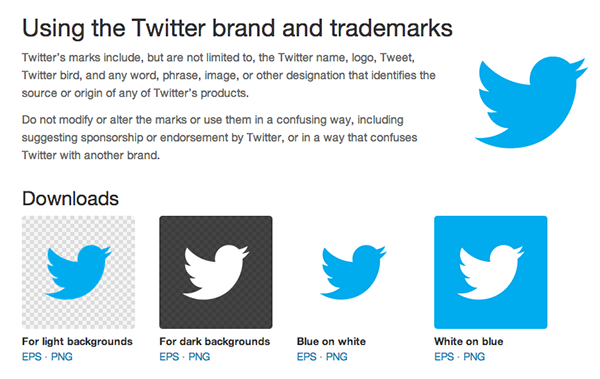 Using the Twitter brand and trademarks
Twitter's marks include, but are not limited to, the Twitter name, logo, Tweet,
Twitter bird, and any word, phrase, image, or other designation that identifies the
source or origin of any of Twitter's products.
Do not modify or alter the marks or use them in a confusing way, including
suggesting sponsorship or endorsement by Twitter, or in a way that confuses
Twitter with another brand.
Downloads
For light backgrounds
EPS · PNG
For dark backgrounds
EPS · PNG
Blue on white
EPS · PNG
White on blue
EPS · PNG